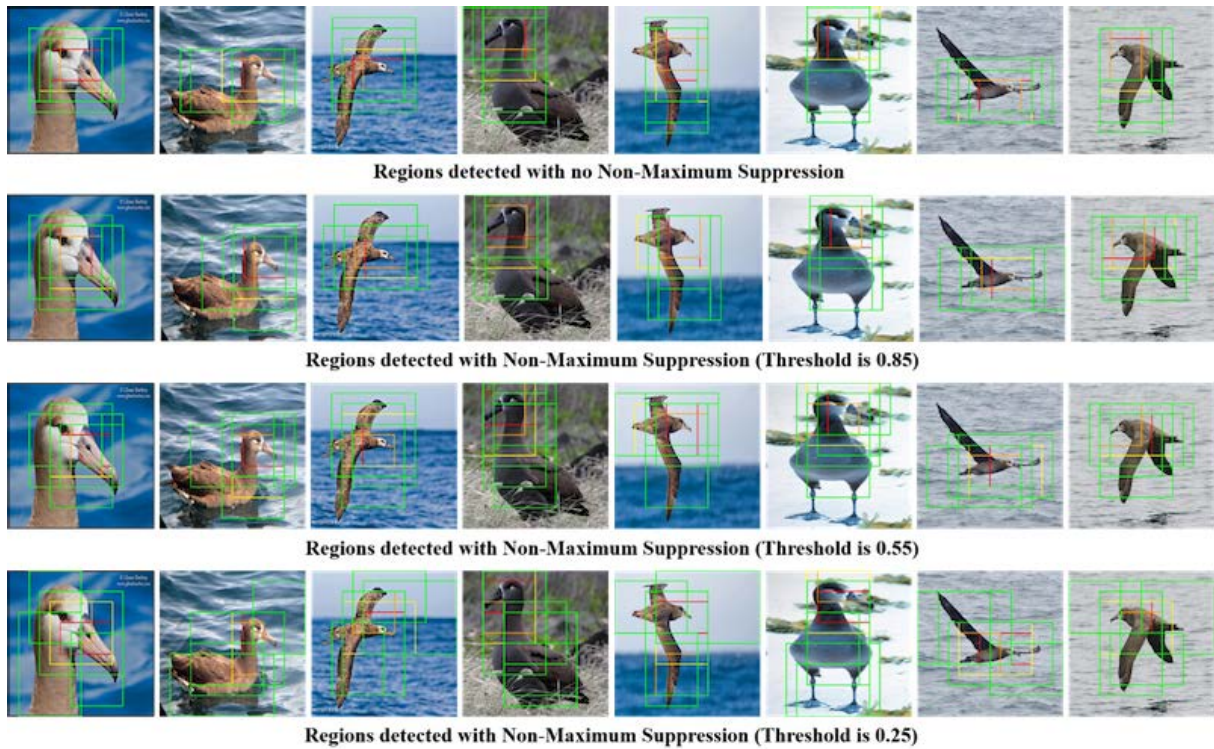 Regions detected with no Non-Maximum Suppression
Regions detected with Non-Maximum Suppression (Threshold is 0.85)
Regions detected with Non-Maximum Suppression (Threshold is 0.55)
Regions detected with Non-Maximum Suppression (Threshold is 0.25)